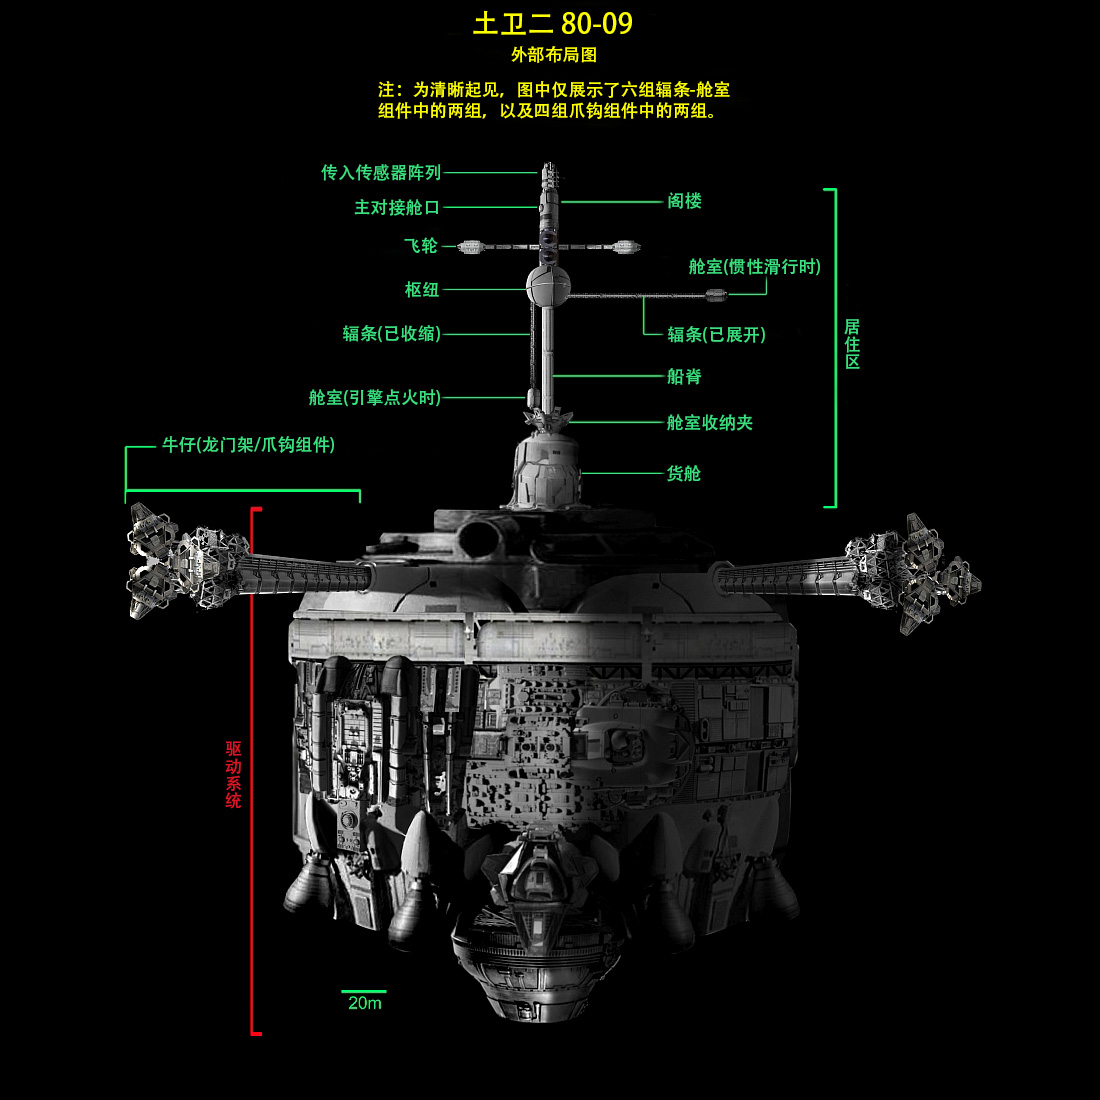 土卫二 80-09
外部布局图
注：为清晰起见，图中仅展示了六组辐条-舱室
组件中的两组，以及四组爪钩组件中的两组。
传入传感器阵列
主对接舱口
阁楼
飞轮
舱室(惯性滑行时)
枢纽
辐条(已收缩)
辐条(已展开)
居住区
船脊
舱室(引擎点火时)
舱室收纳夹
牛仔(龙门架/爪钩组件)
货舱
驱动系统
20m